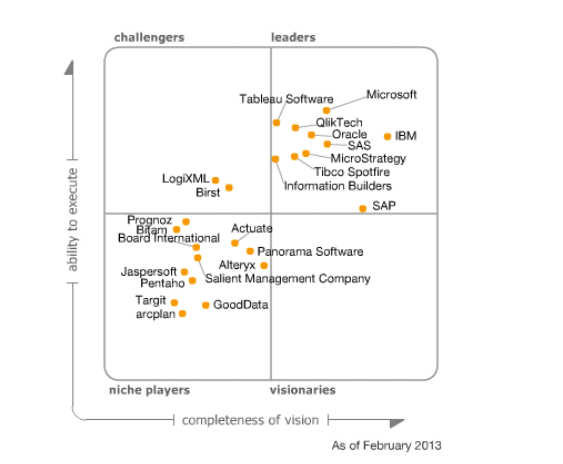 challengers
leaders
Tableau Software
Microsoft
QlikTech
Oracle
IBM
SAS
MicroStrategy
Tibco Spotfire
Information Builders
LogiXML
Birst
SAP
ability to execute
Prognoz
Bitam
Board International
Actuate
Panorama Software
Alteryx
Salient Management Company
Jaspersoft
Pentaho
Targit
arcplan
GoodData
niche players
visionaries
completeness of vision
As of February 2013